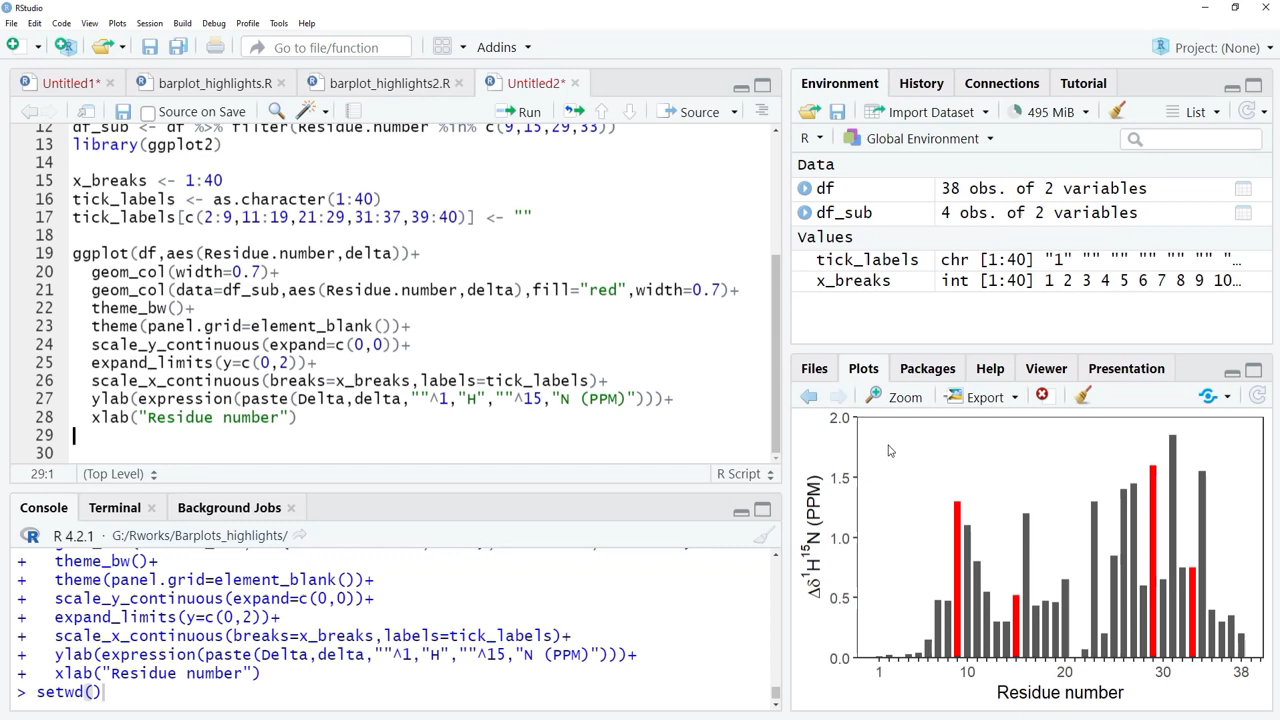 RStudio
File Edit Code View Plots Session Build Debug Profile Tools Help
Go to file/function Addins Project: (None)
Untitled1* barplot_highlights.R barplot_highlights2.R Untitled2*
Source on Save Run Source
12 df_sub <- df %>% filter(Residue.number %in% c(9,15,29,33))
13 library(ggplot2)
14
15 x_breaks <- 1:40
16 tick_labels <- as.character(1:40)
17 tick_labels[c(2:9,11:19,21:29,31:37,39:40)] <- ""
18
19 ggplot(df,aes(Residue.number,delta))+
20 geom_col(width=0.7)+
21 geom_col(data=df_sub,aes(Residue.number,delta),fill="red",width=0.7)+
22 theme_bw()+
23 theme(panel.grid=element_blank())+
24 scale_y_continuous(expand=c(0,0))+
25 expand_limits(y=c(0,2))+
26 scale_x_continuous(breaks=x_breaks,labels=tick_labels)+
27 ylab(expression(paste(Delta,delta,""^1,"H",""^15,"N (PPM)")))+
28 xlab("Residue number")
29
30
29:1 (Top Level) R Script
Console Terminal Background Jobs
R 4.2.1 · G:/Rworks/Barplots_highlights/
+ theme_bw()+
+ theme(panel.grid=element_blank())+
+ scale_y_continuous(expand=c(0,0))+
+ expand_limits(y=c(0,2))+
+ scale_x_continuous(breaks=x_breaks,labels=tick_labels)+
+ ylab(expression(paste(Delta,delta,""^1,"H",""^15,"N (PPM)")))+
+ xlab("Residue number")
> setwd()
Environment History Connections Tutorial
Import Dataset 495 MiB List
R Global Environment
Data
df 38 obs. of 2 variables
df_sub 4 obs. of 2 variables
Values
tick_labels chr [1:40] "1" "" "" "" "" "" "…
x_breaks int [1:40] 1 2 3 4 5 6 7 8 9 10…
Files Plots Packages Help Viewer Presentation
Zoom Export
2.0
1.5
1.0
0.5
0.0
Δδ¹H¹⁵N (PPM)
1 10 20 30 38
Residue number